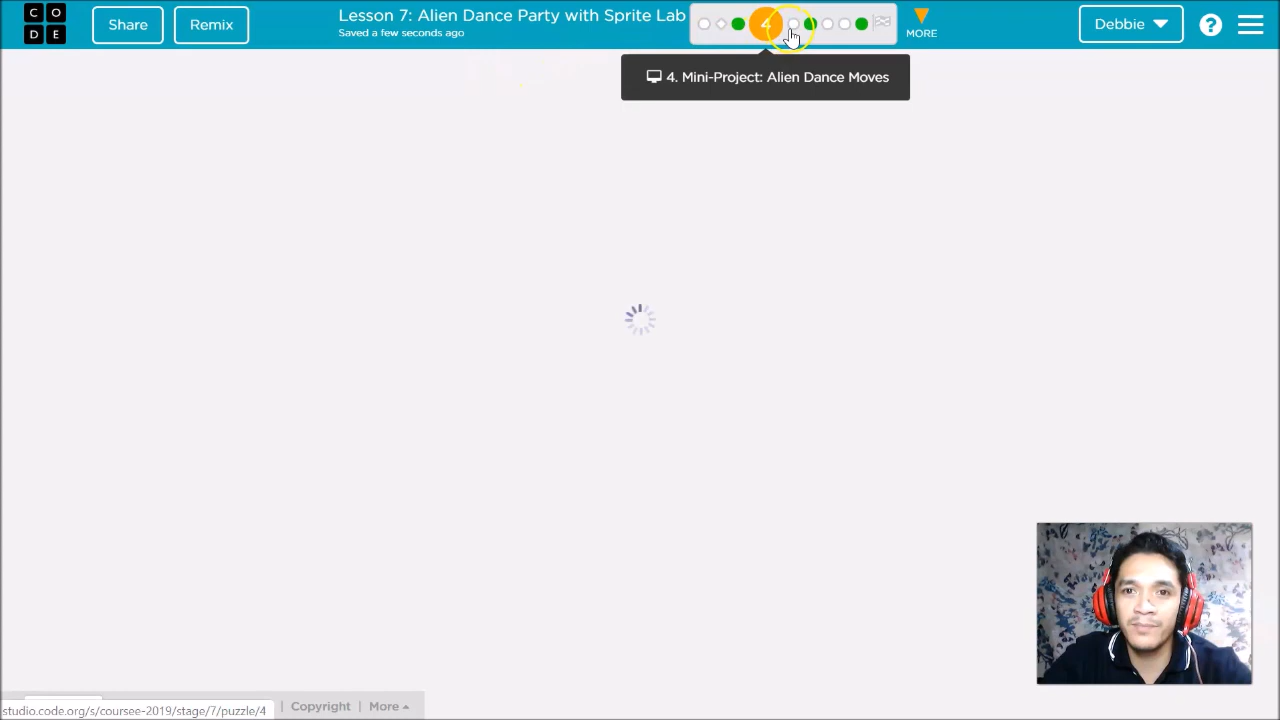 C O
D E
Share
Remix
Lesson 7: Alien Dance Party with Sprite Lab
Saved a few seconds ago
4
MORE
Debbie
?
4. Mini-Project: Alien Dance Moves
studio.code.org/s/coursee-2019/stage/7/puzzle/4
| Copyright | More